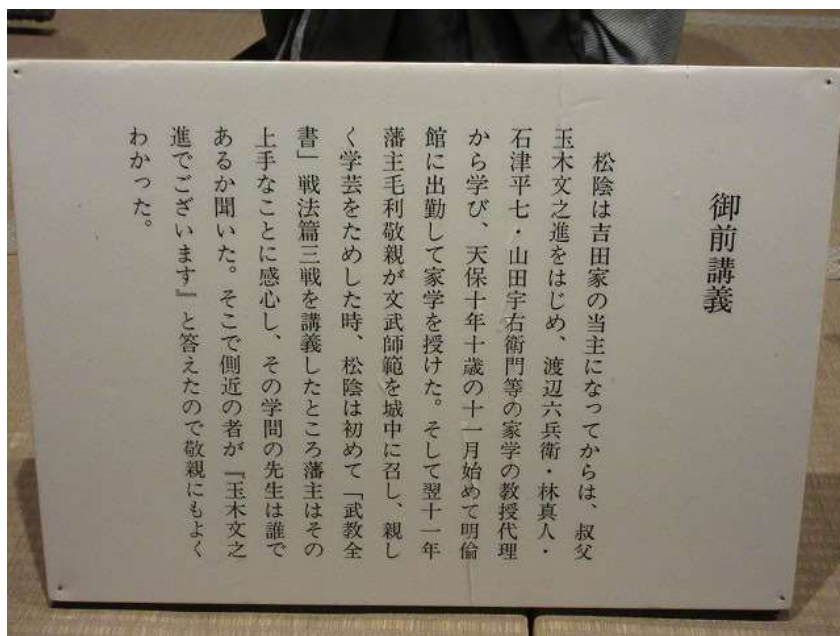 御前講義
松陰は吉田家の当主になってからは、叔父
玉木文之進をはじめ、渡辺六兵衛・林真人・
石津平七・山田宇右衛門等の家学の教授代理
から学び、天保十年十歳の十一月始めて明倫
館に出勤して家学を授けた。そして翌十一年
藩主毛利敬親が文武師範を城中に召し、親し
く学芸をためした時、松陰は初めて「武教全
書」戦法篇三戦を講義したところ藩主はその
上手なことに感心し、その学問の先生は誰で
あるか聞いた。そこで側近の者が『玉木文之
進でございます』と答えたので敬親にもよく
わかった。